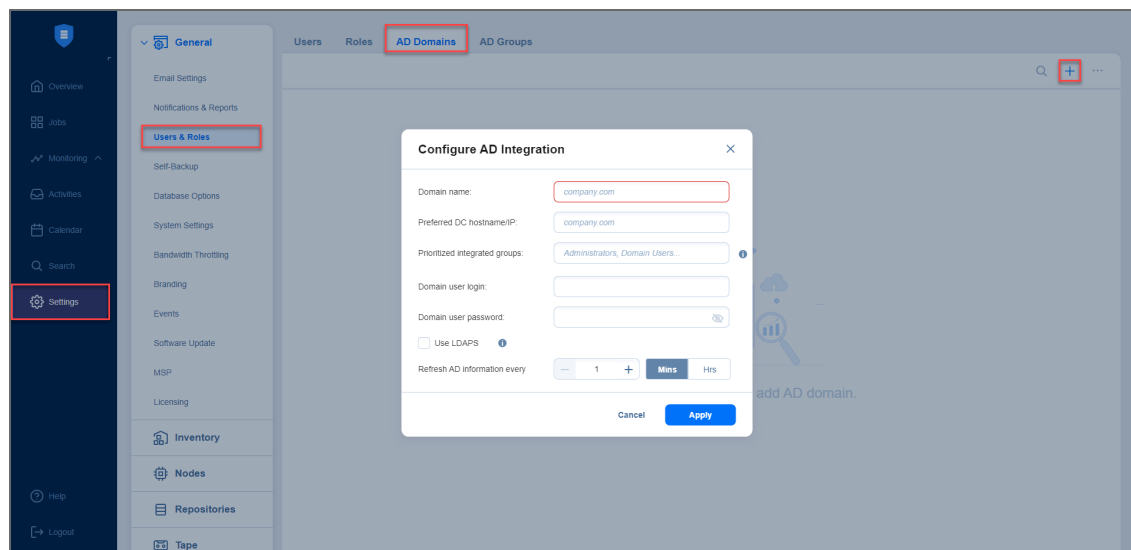 General
Users Roles AD Domains AD Groups
Overview
Jobs
Monitoring
Activities
Calendar
Search
Settings
Help
Logout
Email Settings
Notifications & Reports
Users & Roles
Self-Backup
Database Options
System Settings
Bandwidth Throttling
Branding
Events
Software Update
MSP
Licensing
Inventory
Nodes
Repositories
Tape
Configure AD Integration
Domain name: company.com
Preferred DC hostname/IP: company.com
Prioritized integrated groups: Administrators, Domain Users...
Domain user login:
Domain user password:
Use LDAPS
Refresh AD information every 1 Mins Hrs
Cancel Apply
add AD domain.